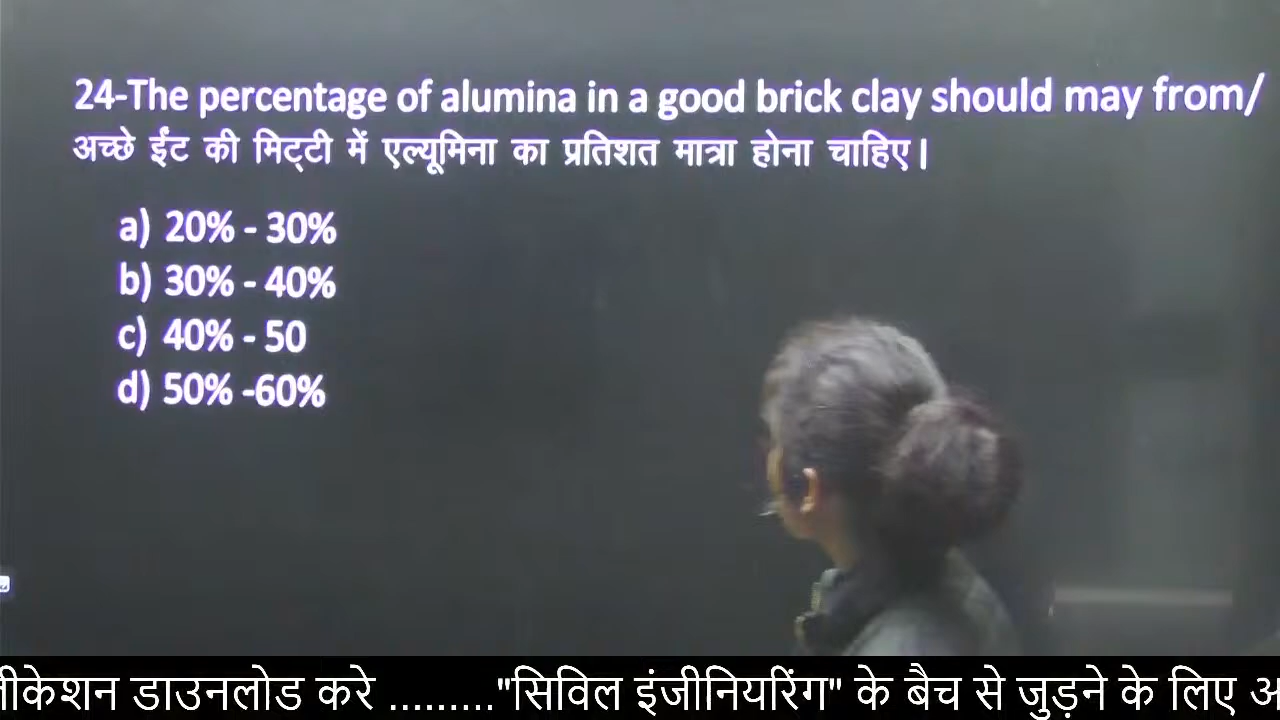 24-The percentage of alumina in a good brick clay should may from/
अच्छे ईंट की मिट्टी में एल्यूमिना का प्रतिशत मात्रा होना चाहिए।
a) 20% - 30%
b) 30% - 40%
c) 40% - 50
d) 50% -60%
डाउनलोड करे ........."सिविल इंजीनियरिंग" के बैच से जुड़ने के लिए